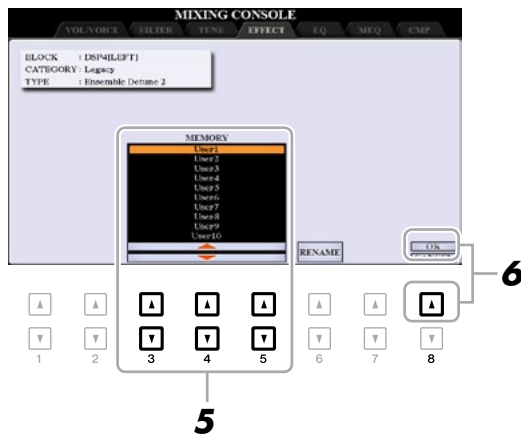 MIXING CONSOLE
VOL/VOICE FILTER TUNE EFFECT EQ MEQ CMP
BLOCK : DSP4[LEFT]
CATEGORY : Legacy
TYPE : Ensemble Detune 2
MEMORY
User1
User2
User3
User4
User5
User6
User7
User8
User9
User10
RENAME
OK
6
1 2 3 4 5 6 7 8
5